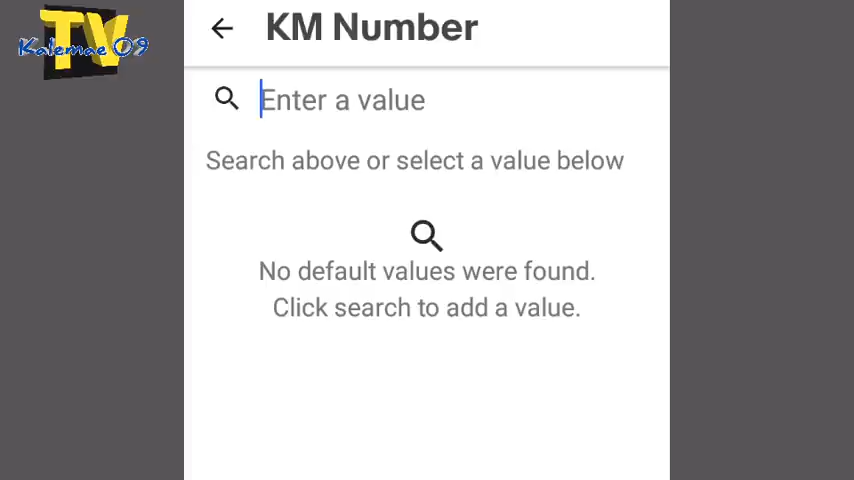 TV
Kalemae 09
KM Number
Enter a value
Search above or select a value below
No default values were found.
Click search to add a value.